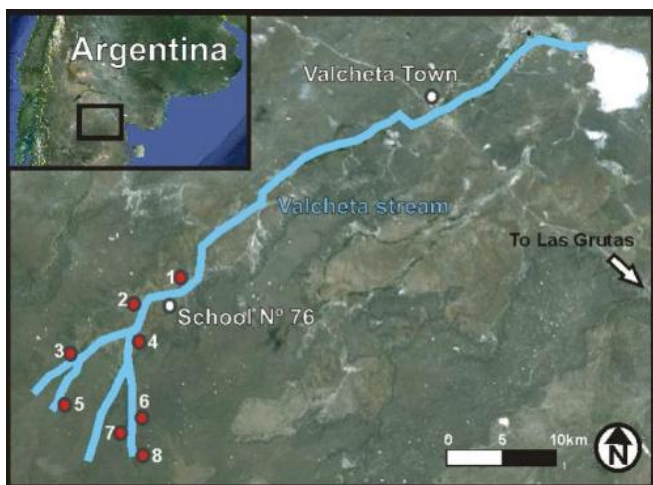 Argentina
Valcheta Town
Valcheta stream
To Las Grutas
1
2
School Nº 76
3
4
5
6
7
8
0 5 10km
N